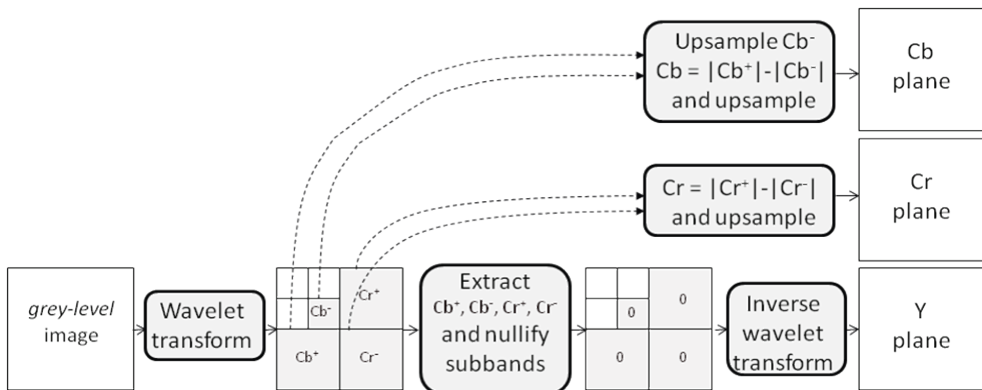 Upsample Cb⁻
Cb = |Cb⁺|-|Cb⁻|
and upsample
Cb
plane
Cr = |Cr⁺|-|Cr⁻|
and upsample
Cr
plane
grey-level
image
Wavelet
transform
Cr⁺
Cb⁻
Cb⁺
Cr⁻
Extract
Cb⁺, Cb⁻, Cr⁺, Cr⁻
and nullify
subbands
0
0
0
0
Inverse
wavelet
transform
Y
plane